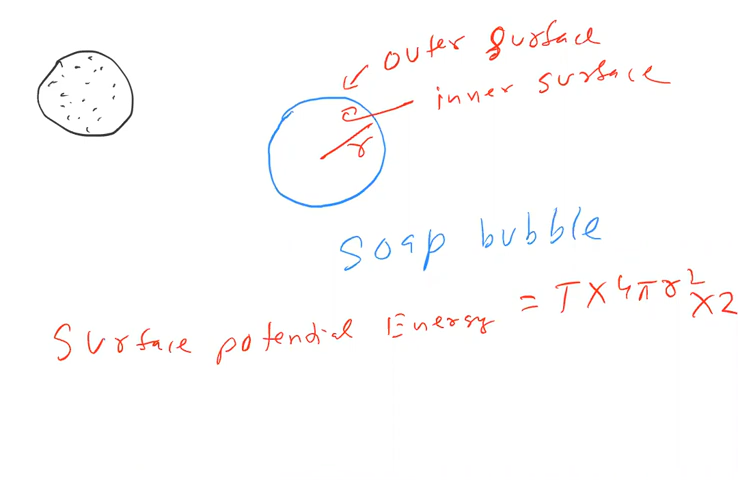 outer surface
inner surface
r
soap bubble
Surface potential Energy = T × 4πr² × 2